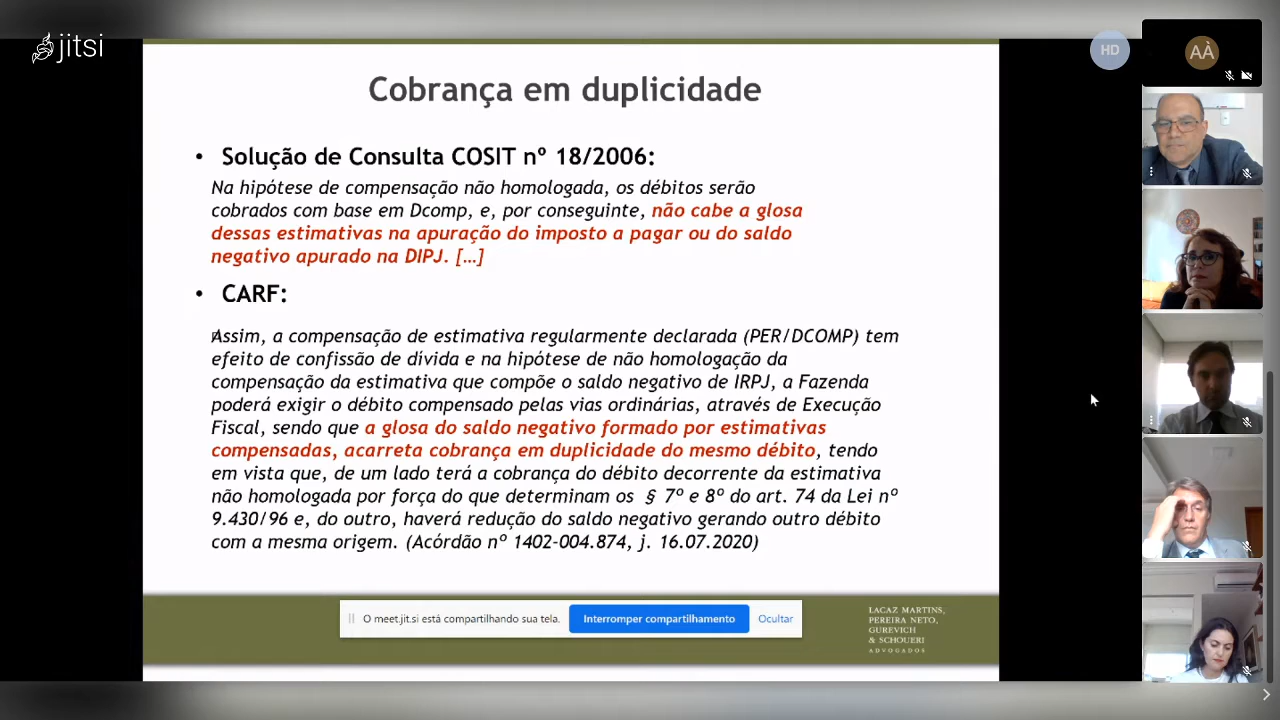 jitsi
HD
AÀ
Cobrança em duplicidade
• Solução de Consulta COSIT nº 18/2006:
Na hipótese de compensação não homologada, os débitos serão
cobrados com base em Dcomp, e, por conseguinte, não cabe a glosa
dessas estimativas na apuração do imposto a pagar ou do saldo
negativo apurado na DIPJ. […]
• CARF:
Assim, a compensação de estimativa regularmente declarada (PER/DCOMP) tem
efeito de confissão de dívida e na hipótese de não homologação da
compensação da estimativa que compõe o saldo negativo de IRPJ, a Fazenda
poderá exigir o débito compensado pelas vias ordinárias, através de Execução
Fiscal, sendo que a glosa do saldo negativo formado por estimativas
compensadas, acarreta cobrança em duplicidade do mesmo débito, tendo
em vista que, de um lado terá a cobrança do débito decorrente da estimativa
não homologada por força do que determinam os § 7º e 8º do art. 74 da Lei nº
9.430/96 e, do outro, haverá redução do saldo negativo gerando outro débito
com a mesma origem. (Acórdão nº 1402-004.874, j. 16.07.2020)
O meet.jit.si está compartilhando sua tela. Interromper compartilhamento Ocultar
LACAZ MARTINS,
PEREIRA NETO,
GUREVICH
& SCHOUERI
ADVOGADOS